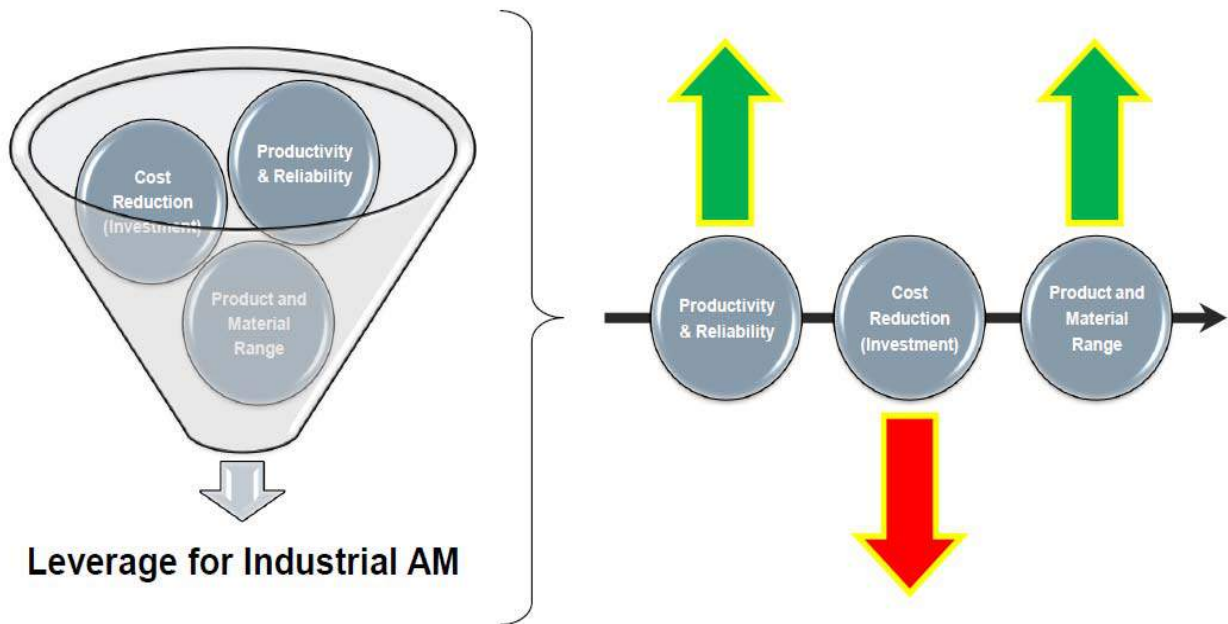 Productivity
& Reliability
Cost
Reduction
(Investment)
Product and
Material
Range
Leverage for Industrial AM
Productivity
& Reliability
Cost
Reduction
(Investment)
Product and
Material
Range